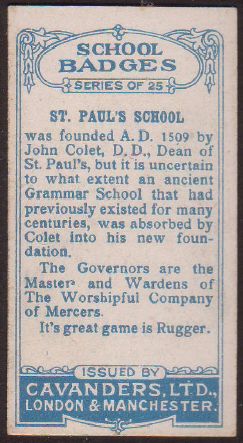 SCHOOL
BADGES
SERIES OF 25
ST. PAUL'S SCHOOL
was founded A.D. 1509 by
John Colet, D.D., Dean of
St. Paul's, but it is uncertain
to what extent an ancient
Grammar School that had
previously existed for many
centuries, was absorbed by
Colet into his new foun-
dation.
The Governors are the
Master and Wardens of
The Worshipful Company
of Mercers.
It's great game is Rugger.
ISSUED BY
CAVANDERS, LTD.,
LONDON & MANCHESTER.